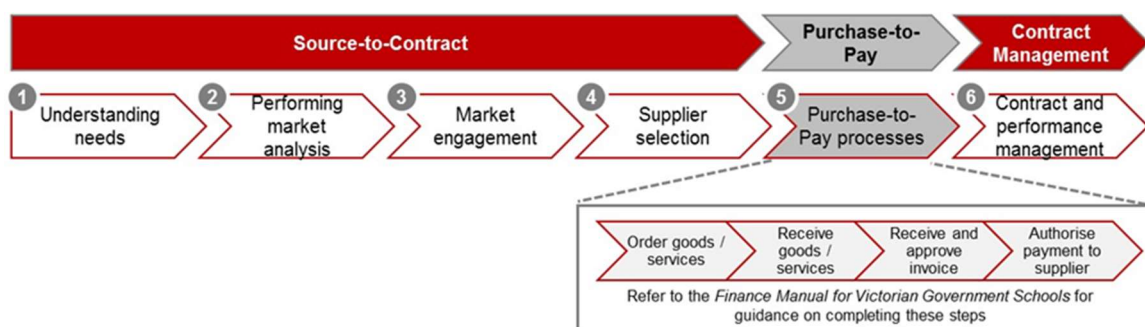 Source-to-Contract
Purchase-to-
Pay
Contract
Management
1
Understanding
needs
2
Performing
market
analysis
3
Market
engagement
4
Supplier
selection
5
Purchase-to-
Pay processes
6
Contract and
performance
management
Order goods /
services
Receive
goods /
services
Receive and
approve
invoice
Authorise
payment to
supplier
Refer to the Finance Manual for Victorian Government Schools for
guidance on completing these steps